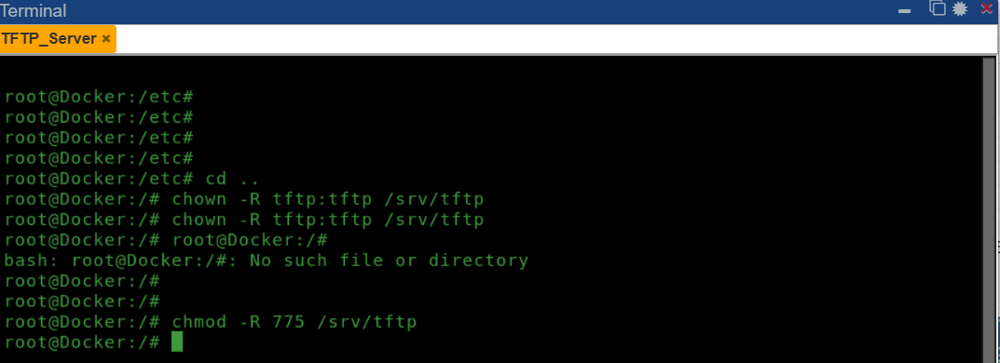 Terminal
TFTP_Server ×
root@Docker:/etc#
root@Docker:/etc#
root@Docker:/etc#
root@Docker:/etc#
root@Docker:/etc# cd ..
root@Docker:/# chown -R tftp:tftp /srv/tftp
root@Docker:/# chown -R tftp:tftp /srv/tftp
root@Docker:/# root@Docker:/#
bash: root@Docker:/#: No such file or directory
root@Docker:/#
root@Docker:/#
root@Docker:/# chmod -R 775 /srv/tftp
root@Docker:/#